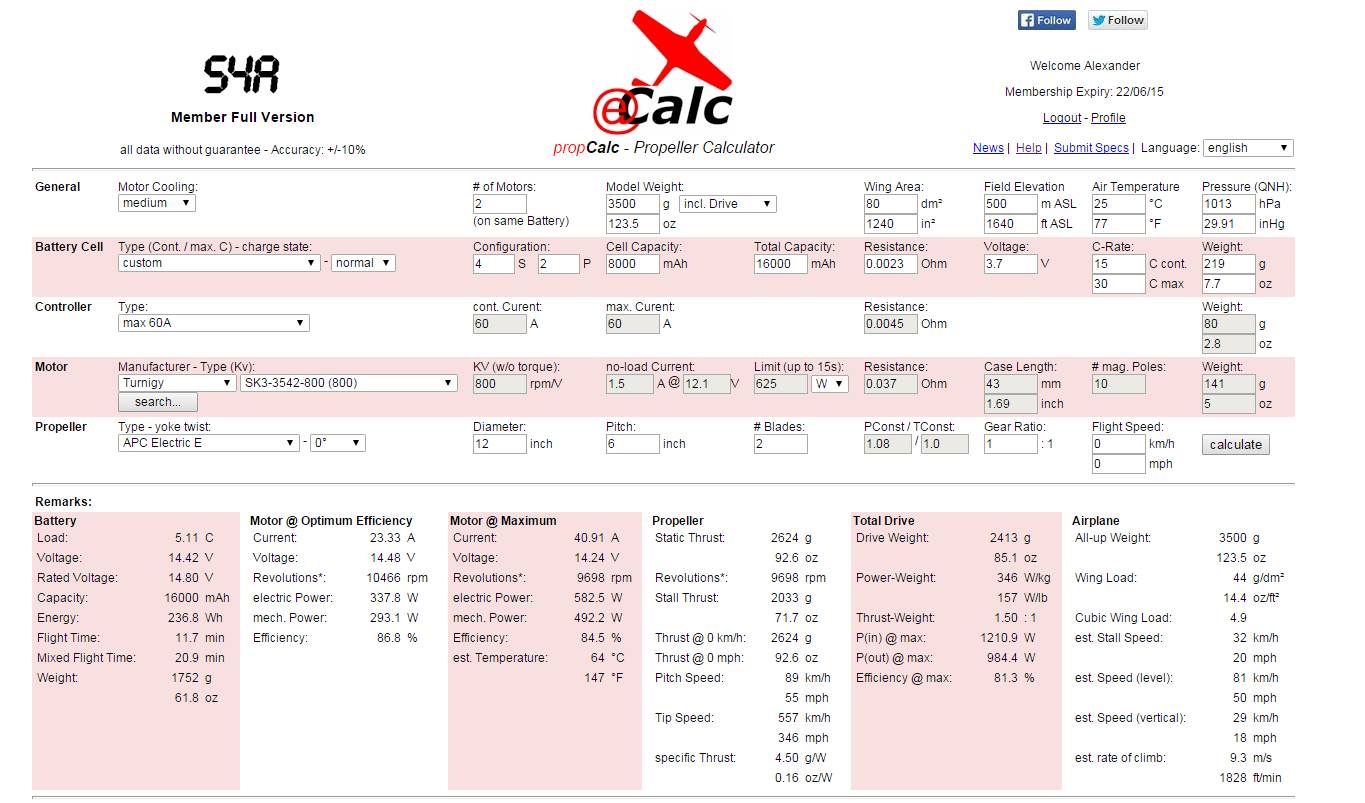 S4A
Member Full Version
all data without guarantee - Accuracy: +/-10%
@Calc
propCalc - Propeller Calculator
Follow Follow
Welcome Alexander
Membership Expiry: 22/06/15
Logout - Profile
News | Help | Submit Specs | Language: english
General Motor Cooling: # of Motors: Model Weight: Wing Area: Field Elevation Air Temperature Pressure (QNH):
medium 2 3500 g incl. Drive 80 dm² 500 m ASL 25 °C 1013 hPa
(on same Battery) 123.5 oz 1240 in² 1640 ft ASL 77 °F 29.91 inHg
Battery Cell Type (Cont. / max. C) - charge state: Configuration: Cell Capacity: Total Capacity: Resistance: Voltage: C-Rate: Weight:
custom - normal 4 S 2 P 8000 mAh 16000 mAh 0.0023 Ohm 3.7 V 15 C cont. 219 g
30 C max 7.7 oz
Controller Type: cont. Curent: max. Curent: Resistance: Weight:
max 60A 60 A 60 A 0.0045 Ohm 80 g
2.8 oz
Motor Manufacturer - Type (Kv): KV (w/o torque): no-load Current: Limit (up to 15s): Resistance: Case Length: # mag. Poles: Weight:
Turnigy SK3-3542-800 (800) 800 rpm/V 1.5 A @ 12.1 V 625 W 0.037 Ohm 43 mm 10 141 g
search... 1.69 inch 5 oz
Propeller Type - yoke twist: Diameter: Pitch: # Blades: PConst / TConst: Gear Ratio: Flight Speed:
APC Electric E - 0° 12 inch 6 inch 2 1.08 / 1.0 1 : 1 0 km/h calculate
0 mph
Remarks:
Battery Motor @ Optimum Efficiency Motor @ Maximum Propeller Total Drive Airplane
Load: 5.11 C Current: 23.33 A Current: 40.91 A Static Thrust: 2624 g Drive Weight: 2413 g All-up Weight: 3500 g
Voltage: 14.42 V Voltage: 14.48 V Voltage: 14.24 V 92.6 oz 85.1 oz 123.5 oz
Rated Voltage: 14.80 V Revolutions*: 10466 rpm Revolutions*: 9698 rpm Revolutions*: 9698 rpm Power-Weight: 346 W/kg Wing Load: 44 g/dm²
Capacity: 16000 mAh electric Power: 337.8 W electric Power: 582.5 W Stall Thrust: 2033 g 157 W/lb 14.4 oz/ft²
Energy: 236.8 Wh mech. Power: 293.1 W mech. Power: 492.2 W 71.7 oz Thrust-Weight: 1.50 : 1 Cubic Wing Load: 4.9
Flight Time: 11.7 min Efficiency: 86.8 % Efficiency: 84.5 % Thrust @ 0 km/h: 2624 g P(in) @ max: 1210.9 W est. Stall Speed: 32 km/h
Mixed Flight Time: 20.9 min est. Temperature: 64 °C Thrust @ 0 mph: 92.6 oz P(out) @ max: 984.4 W 20 mph
Weight: 1752 g 147 °F Pitch Speed: 89 km/h Efficiency @ max: 81.3 % est. Speed (level): 81 km/h
61.8 oz 55 mph 50 mph
Tip Speed: 557 km/h est. Speed (vertical): 29 km/h
346 mph 18 mph
specific Thrust: 4.50 g/W est. rate of climb: 9.3 m/s
0.16 oz/W 1828 ft/min